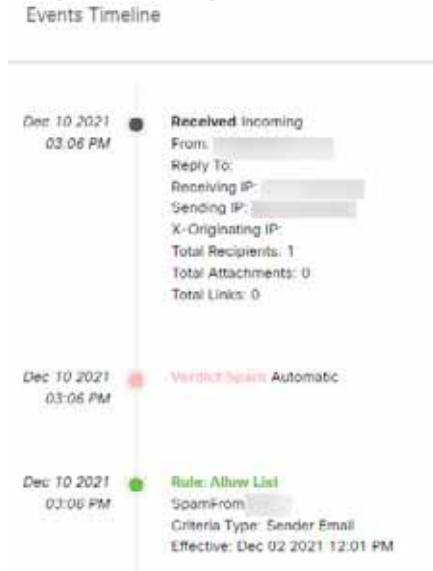 Events Timeline
Dec 10 2021
03:06 PM
Received Incoming
From:
Reply To:
Receiving IP:
Sending IP:
X-Originating IP:
Total Recipients: 1
Total Attachments: 0
Total Links: 0
Dec 10 2021
03:06 PM
Verdict Spam Automatic
Dec 10 2021
03:06 PM
Rule: Allow List
SpamFrom
Criteria Type: Sender Email
Effective: Dec 02 2021 12:01 PM